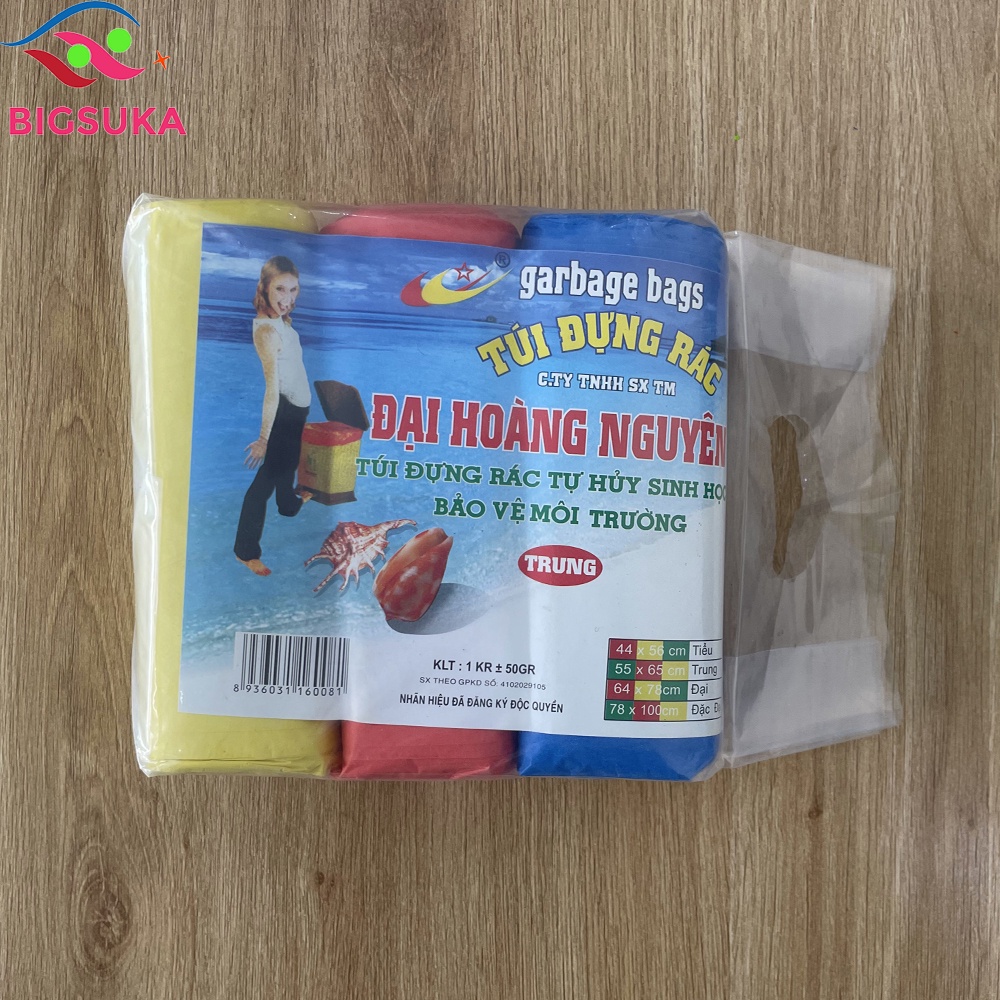 BIGSUKA
®
garbage bags
TÚI ĐỰNG RÁC
C.TY TNHH SX TM
ĐẠI HOÀNG NGUYÊN
TÚI ĐỰNG RÁC TỰ HỦY SINH HỌC
BẢO VỆ MÔI TRƯỜNG
TRUNG
44 x 56 cm Tiểu
55 x 65 cm Trung
64 x 78cm Đại
78 x 100cm Đặc
KLT : 1 KR ± 50GR
SX THEO GPKD SỐ: 4102029105
NHÃN HIỆU ĐÃ ĐĂNG KÝ ĐỘC QUYỀN
8 936031 160081